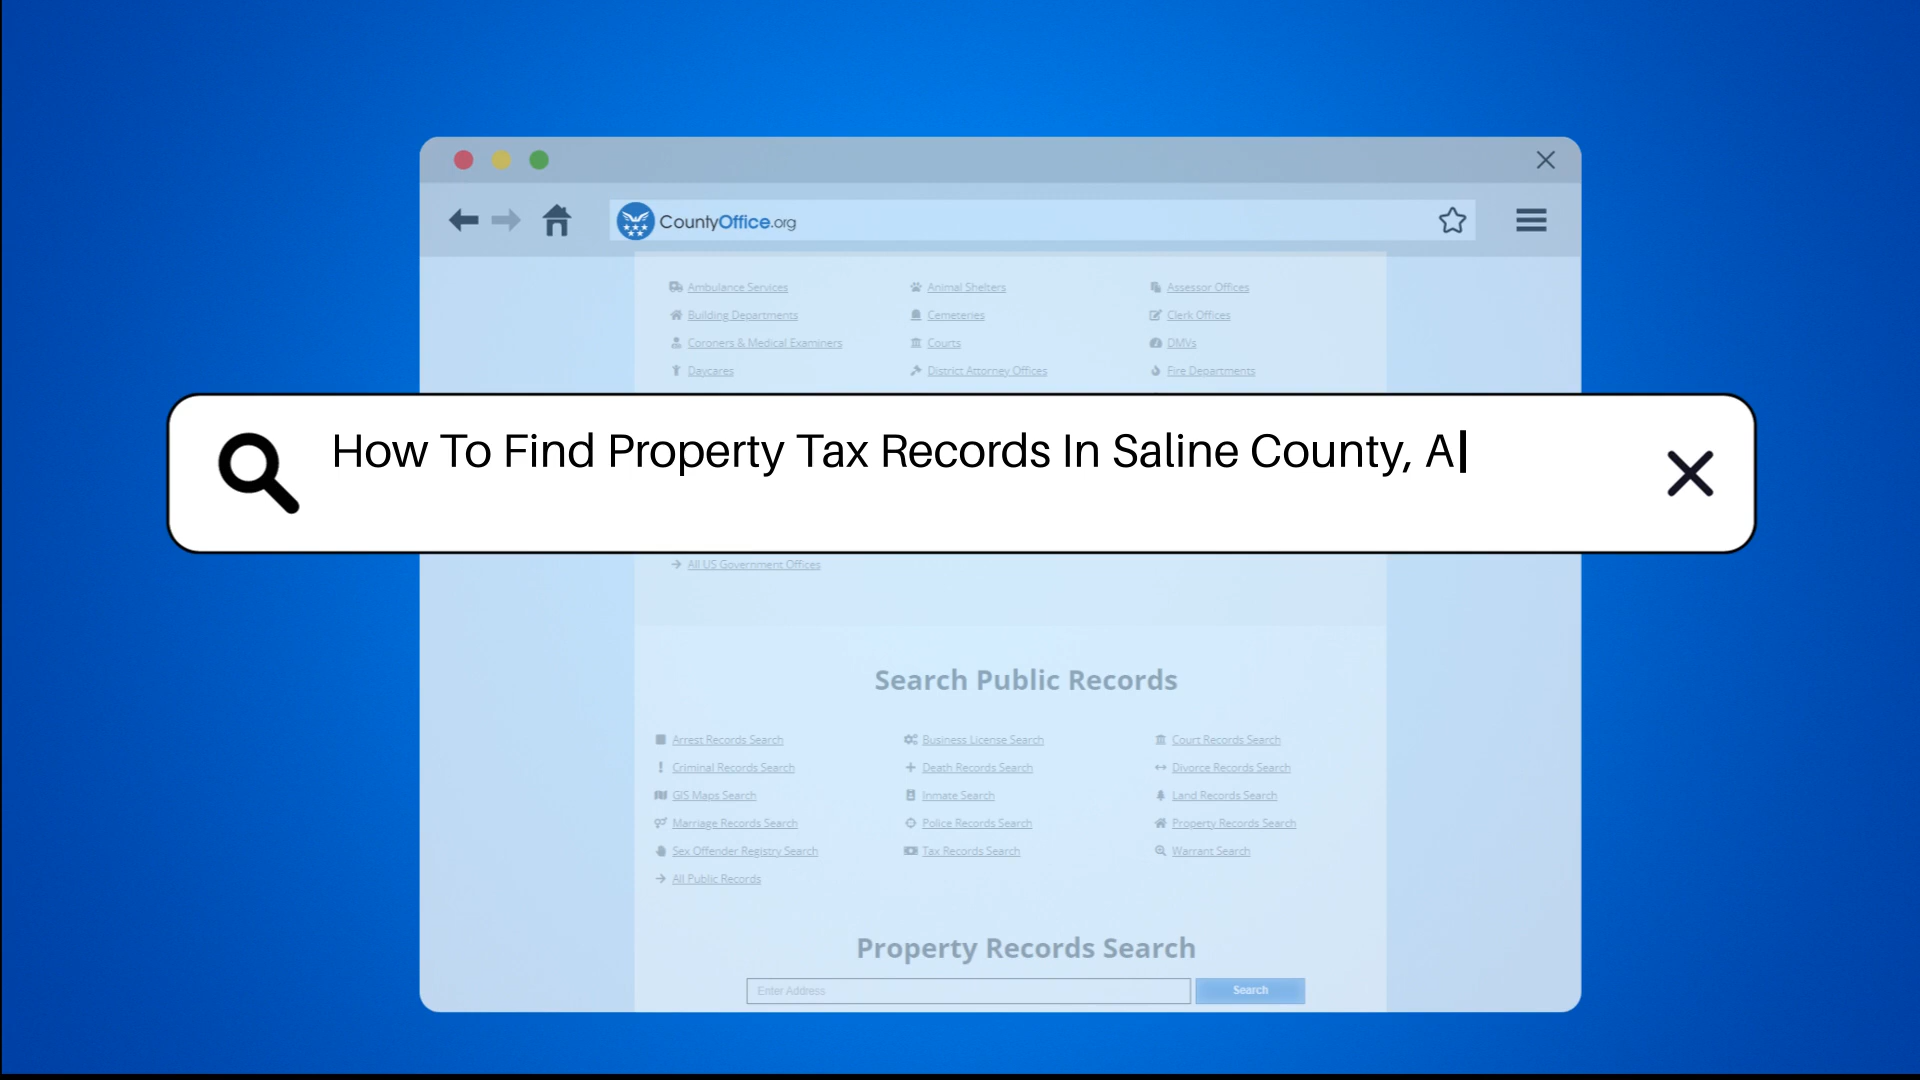 CountyOffice.org
Ambulance Services Animal Shelters Assessor Offices
Building Departments Cemeteries Clerk Offices
Coroners & Medical Examiners Courts DMVs
Daycares District Attorney Offices Fire Departments
How To Find Property Tax Records In Saline County, A
All US Government Offices
Search Public Records
Arrest Records Search Business License Search Court Records Search
Criminal Records Search Death Records Search Divorce Records Search
GIS Maps Search Inmate Search Land Records Search
Marriage Records Search Police Records Search Property Records Search
Sex Offender Registry Search Tax Records Search Warrant Search
All Public Records
Property Records Search
Enter Address Search